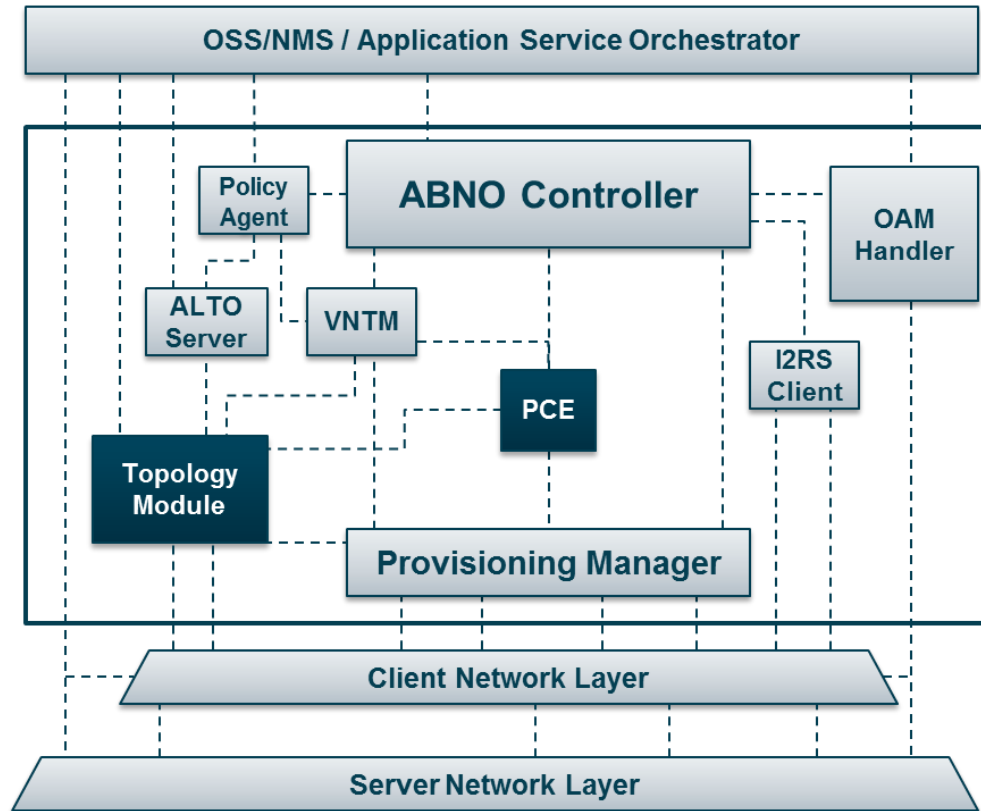 OSS/NMS / Application Service Orchestrator
ABNO Controller
Policy
Agent
OAM
Handler
ALTO
Server
VNTM
I2RS
Client
PCE
Topology
Module
Provisioning Manager
Client Network Layer
Server Network Layer